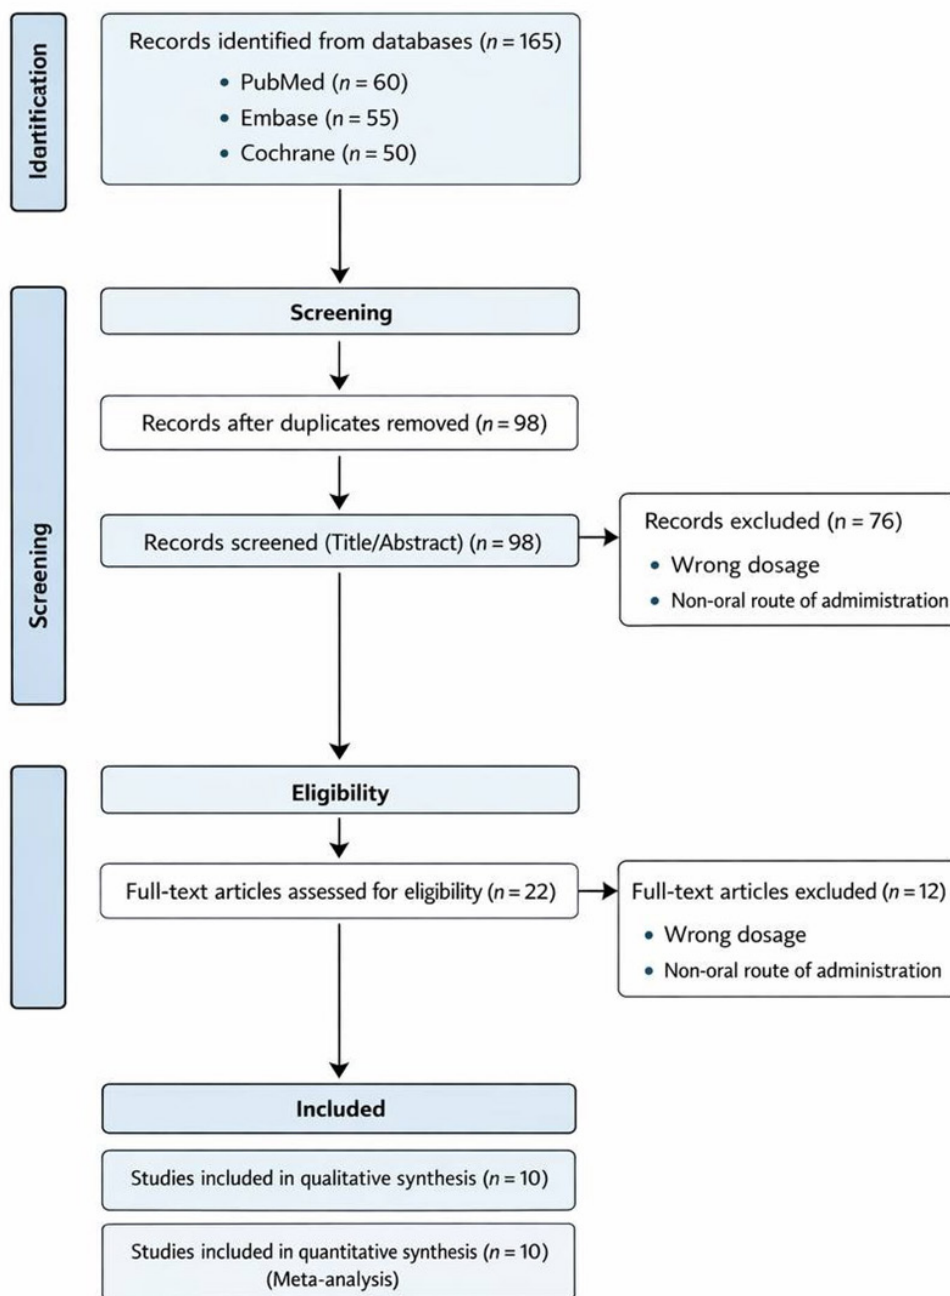 Records identified from databases (n = 165)
• PubMed (n = 60)
• Embase (n = 55)
• Cochrane (n = 50)
Screening
Screening
Records after duplicates removed (n = 98)
Records screened (Title/Abstract) (n = 98)
Records excluded (n = 76)
• Wrong dosage
• Non-oral route of admimistration
Eligibility
Full-text articles assessed for eligibility (n = 22)
Full-text articles excluded (n = 12)
• Wrong dosage
• Non-oral route of administration
Included
Studies included in qualitative synthesis (n = 10)
Studies included in quantitative synthesis (n = 10)
(Meta-analysis)